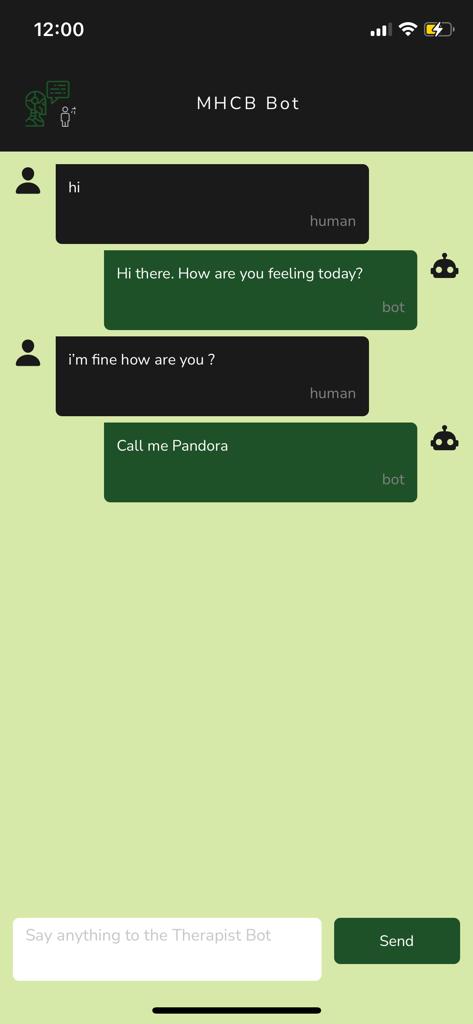 12:00
MHCB Bot
hi
human
Hi there. How are you feeling today?
bot
i'm fine how are you ?
human
Call me Pandora
bot
Say anything to the Therapist Bot
Send